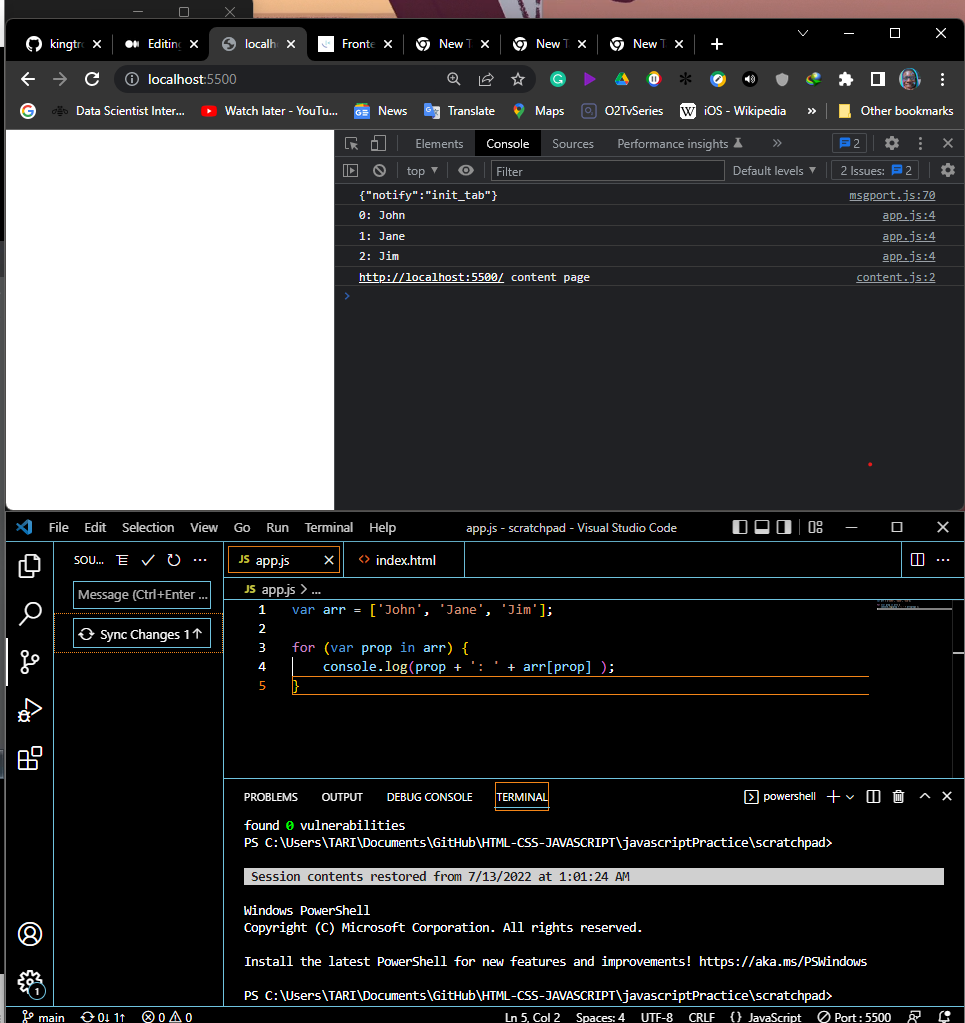 kingtr
Editing
localh
Fronte
New T
New T
New T
localhost:5500
Data Scientist Inter...
Watch later - YouTu...
News
Translate
Maps
O2TvSeries
iOS - Wikipedia
»
Other bookmarks
Elements
Console
Sources
Performance insights
»
2
top
Filter
Default levels
2 Issues: 2
{"notify":"init_tab"} msgport.js:70
0: John app.js:4
1: Jane app.js:4
2: Jim app.js:4
http://localhost:5500/ content page content.js:2
File Edit Selection View Go Run Terminal Help
app.js - scratchpad - Visual Studio Code
SOU...
Message (Ctrl+Enter ...
Sync Changes 1↑
JS app.js
<> index.html
JS app.js > ...
1 var arr = ['John', 'Jane', 'Jim'];
2
3 for (var prop in arr) {
4 console.log(prop + ': ' + arr[prop] );
5 }
PROBLEMS OUTPUT DEBUG CONSOLE TERMINAL
powershell
found 0 vulnerabilities
PS C:\Users\TARI\Documents\GitHub\HTML-CSS-JAVASCRIPT\javascriptPractice\scratchpad>
Session contents restored from 7/13/2022 at 1:01:24 AM
Windows PowerShell
Copyright (C) Microsoft Corporation. All rights reserved.
Install the latest PowerShell for new features and improvements! https://aka.ms/PSWindows
PS C:\Users\TARI\Documents\GitHub\HTML-CSS-JAVASCRIPT\javascriptPractice\scratchpad>
1
main 0↓ 1↑ 0 0
Ln 5, Col 2 Spaces: 4 UTF-8 CRLF {} JavaScript Port : 5500